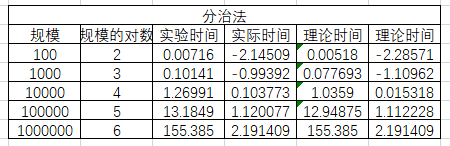 分治法
规模 规模的对数 实验时间 实际时间 理论时间 理论时间
100 2 0.00716 -2.14509 0.00518 -2.28571
1000 3 0.10141 -0.99392 0.077693 -1.10962
10000 4 1.26991 0.103773 1.0359 0.015318
100000 5 13.1849 1.120077 12.94875 1.112228
1000000 6 155.385 2.191409 155.385 2.191409